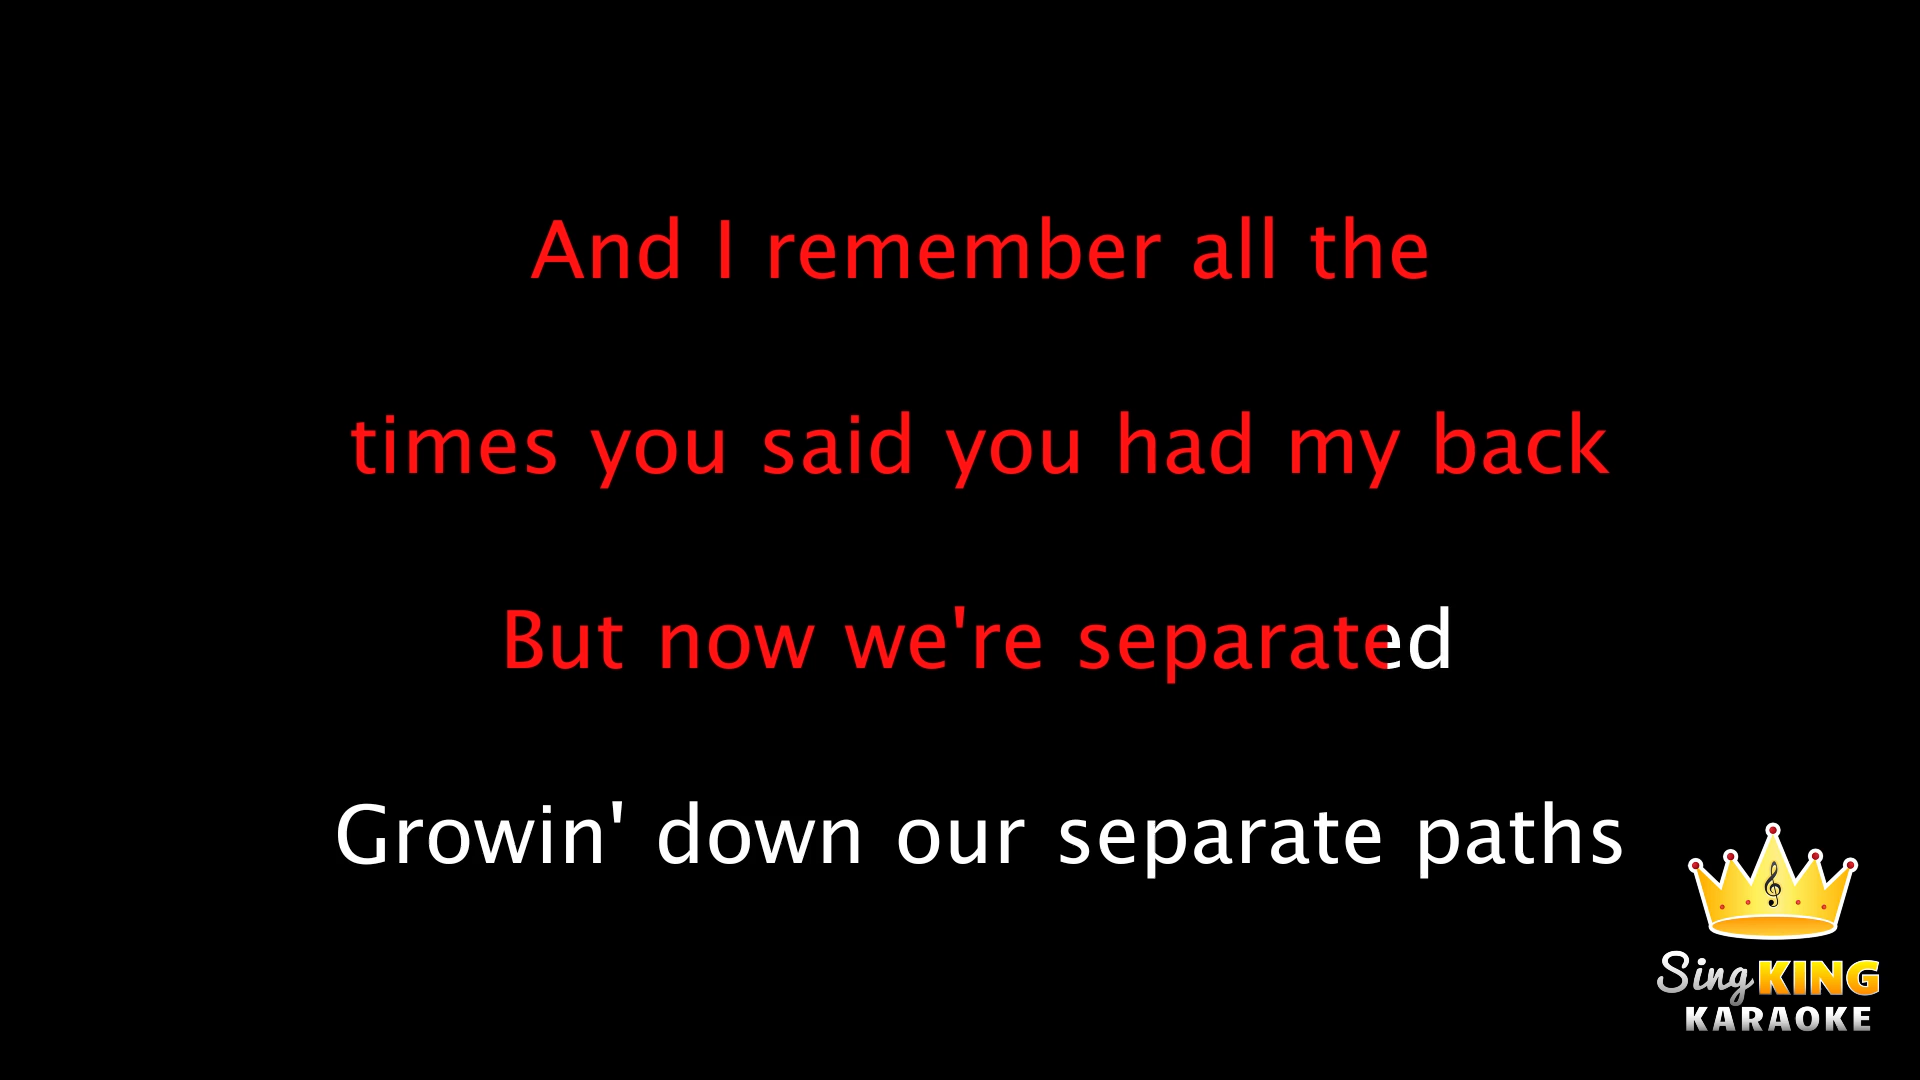 And I remember all the
times you said you had my back
But now we're separated
Growin' down our separate paths
Sing KING
KARAOKE